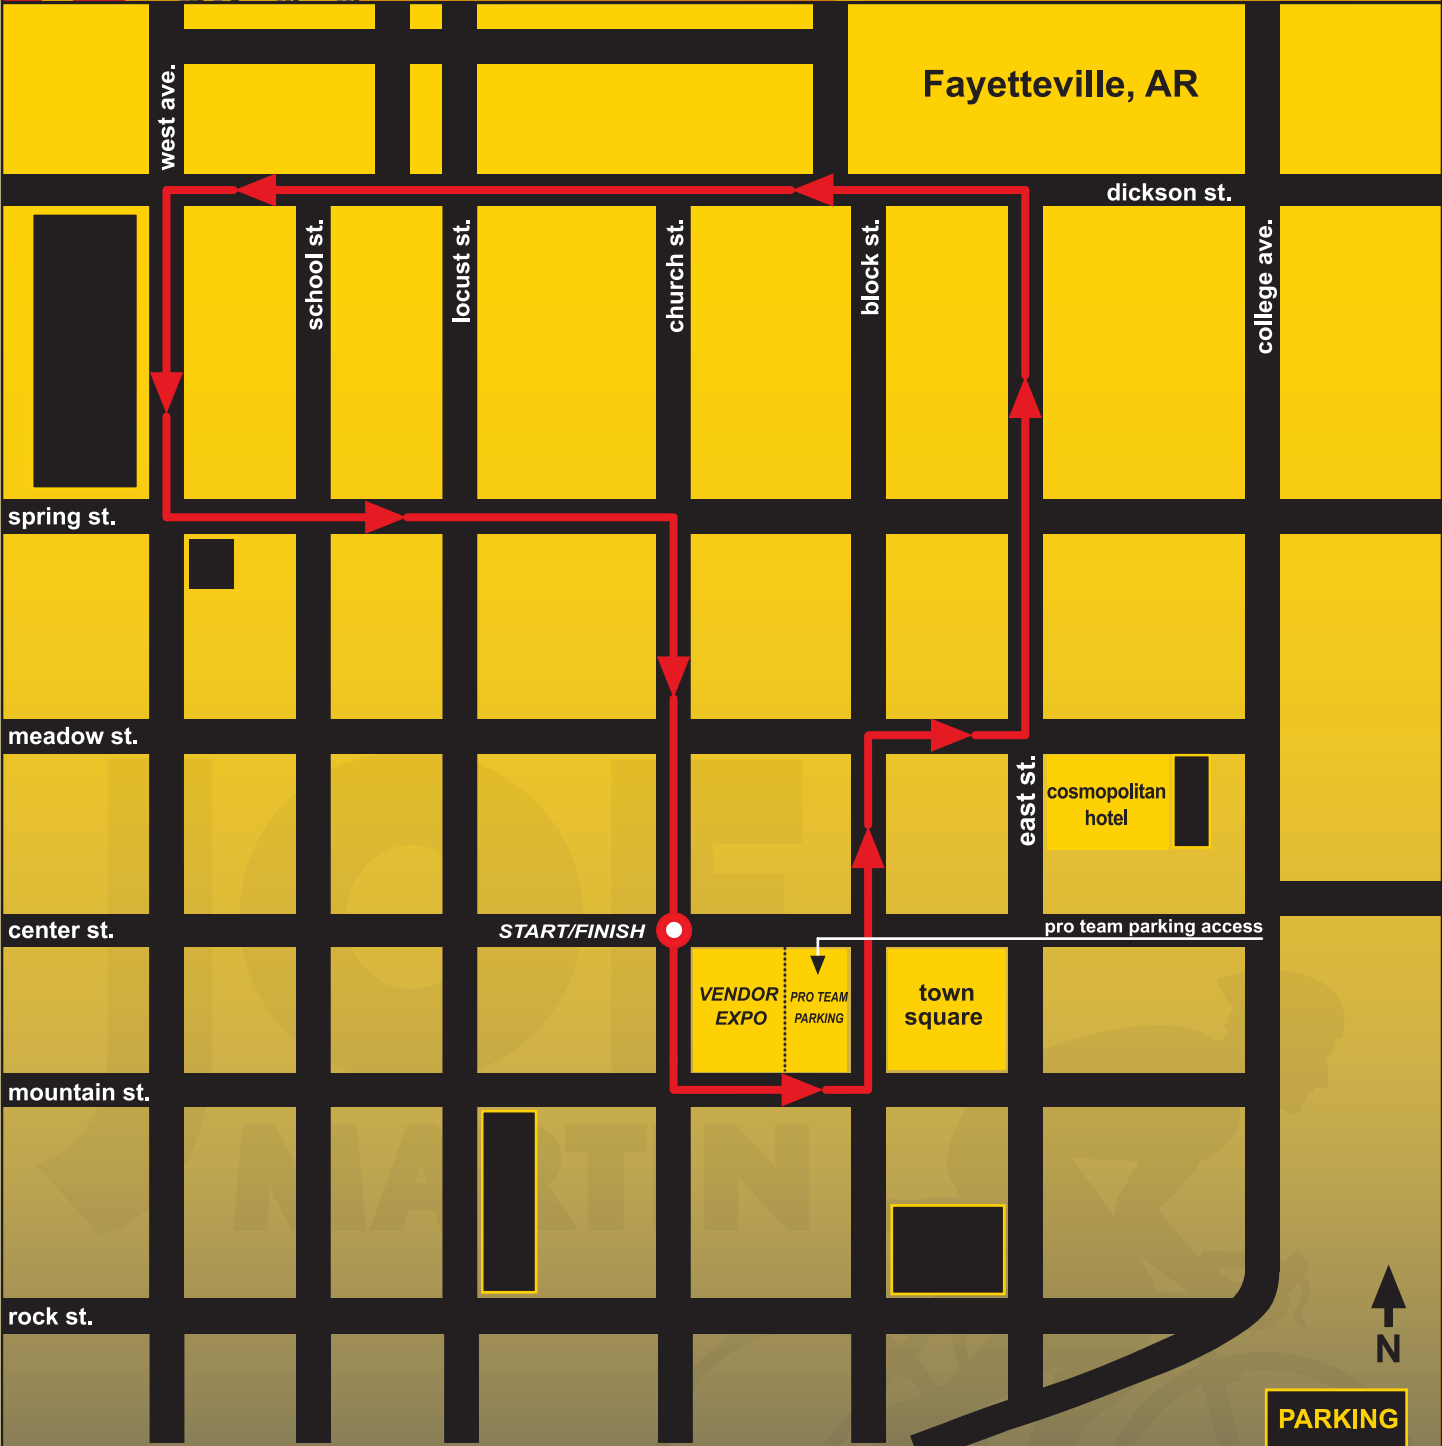 Fayetteville, AR
west ave.
dickson st.
school st.
locust st.
church st.
block st.
college ave.
spring st.
meadow st.
east st.
cosmopolitan
hotel
center st.
START/FINISH
pro team parking access
VENDOR
EXPO
PRO TEAM
PARKING
town
square
mountain st.
JOE
MARTIN
rock st.
N
PARKING